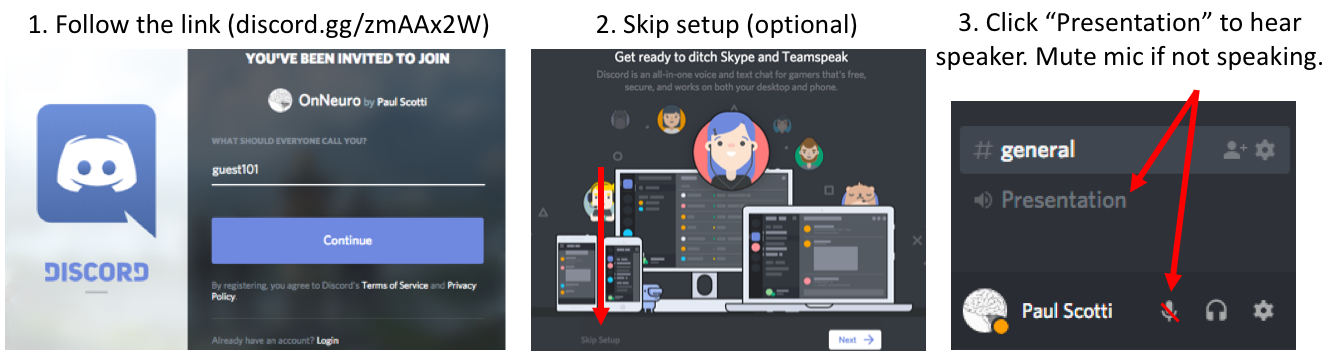 1. Follow the link (discord.gg/zmAAx2W)
YOU'VE BEEN INVITED TO JOIN
OnNeuro by Paul Scotti
WHAT SHOULD EVERYONE CALL YOU?
guest101
Continue
By registering, you agree to Discord's Terms of Service and Privacy
Policy.
Already have an account? Login
DISCORD
2. Skip setup (optional)
Get ready to ditch Skype and Teamspeak
Discord is an all-in-one voice and text chat for gamers that's free,
secure, and works on both your desktop and phone.
Skip Setup
Next
3. Click “Presentation” to hear
speaker. Mute mic if not speaking.
# general
Presentation
Paul Scotti